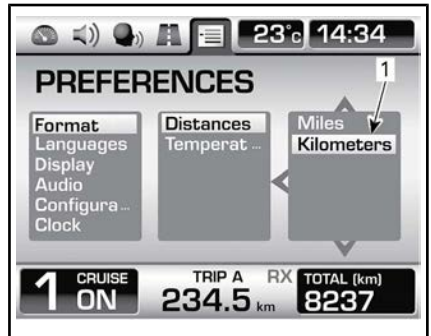 23°c 14:34
PREFERENCES
1
Format
Languages
Display
Audio
Configura ...
Clock
Distances
Temperat ...
Miles
Kilometers
1 CRUISE ON
TRIP A RX
234.5 km
TOTAL (km)
8237